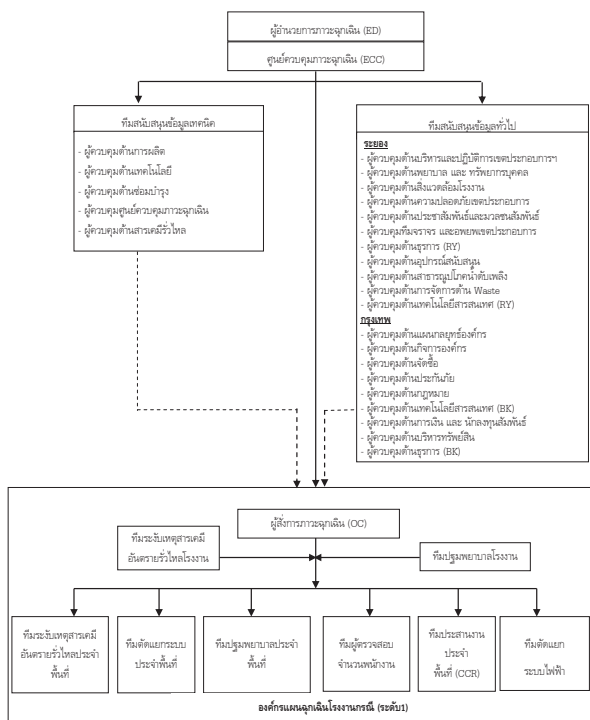 ผู้อำนวยการภาวะฉุกเฉิน (ED)
ศูนย์ควบคุมภาวะฉุกเฉิน (ECC)
ทีมสนับสนุนข้อมูลเทคนิค
- ผู้ควบคุมด้านการผลิต
- ผู้ควบคุมด้านเทคโนโลยี
- ผู้ควบคุมด้านซ่อมบำรุง
- ผู้ควบคุมศูนย์ควบคุมภาวะฉุกเฉิน
- ผู้ควบคุมด้านสารเคมีรั่วไหล
ทีมสนับสนุนข้อมูลทั่วไป
ระยอง
- ผู้ควบคุมด้านบริหารและปฏิบัติการเขตประกอบการฯ
- ผู้ควบคุมด้านพยาบาล และ ทรัพยากรบุคคล
- ผู้ควบคุมด้านสิ่งแวดล้อมโรงงาน
- ผู้ควบคุมด้านความปลอดภัยเขตประกอบการ
- ผู้ควบคุมด้านประชาสัมพันธ์และมวลชนสัมพันธ์
- ผู้ควบคุมทีมจราจร และอพยพเขตประกอบการ
- ผู้ควบคุมด้านธุรการ (RY)
- ผู้ควบคุมด้านอุปกรณ์สนับสนุน
- ผู้ควบคุมด้านสาธารณูปโภคน้ำดับเพลิง
- ผู้ควบคุมด้านการจัดการด้าน Waste
- ผู้ควบคุมด้านเทคโนโลยีสารสนเทศ (RY)
กรุงเทพ
- ผู้ควบคุมด้านแผนกลยุทธ์องค์กร
- ผู้ควบคุมด้านกิจการองค์กร
- ผู้ควบคุมด้านจัดซื้อ
- ผู้ควบคุมด้านประกันภัย
- ผู้ควบคุมด้านกฎหมาย
- ผู้ควบคุมด้านเทคโนโลยีสารสนเทศ (BK)
- ผู้ควบคุมด้านการเงิน และ นักลงทุนสัมพันธ์
- ผู้ควบคุมด้านบริหารทรัพย์สิน
- ผู้ควบคุมด้านธุรการ (BK)
ผู้สั่งการภาวะฉุกเฉิน (OC)
ทีมระงับเหตุสารเคมี
อันตรายรั่วไหลโรงงาน
ทีมปฐมพยาบาลโรงงาน
ทีมระงับเหตุสารเคมี
อันตรายรั่วไหลประจำ
พื้นที่
ทีมตัดแยกระบบ
ประจำพื้นที่
ทีมปฐมพยาบาลประจำ
พื้นที่
ทีมผู้ตรวจสอบ
จำนวนพนักงาน
ทีมประสานงาน
ประจำ
พื้นที่ (CCR)
ทีมตัดแยก
ระบบไฟฟ้า
องค์กรแผนฉุกเฉินโรงงานกรณี (ระดับ1)